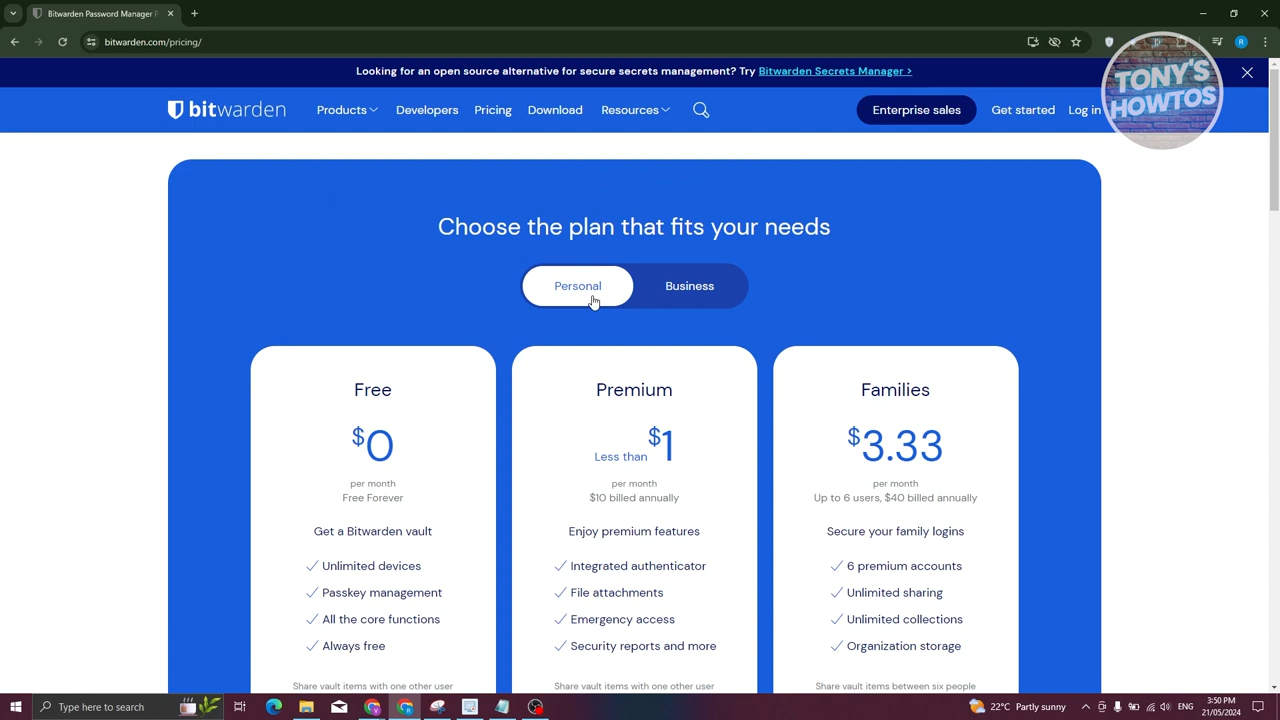 Bitwarden Password Manager P
bitwarden.com/pricing/
R
Looking for an open source alternative for secure secrets management? Try Bitwarden Secrets Manager >
bitwarden
Products
Developers
Pricing
Download
Resources
Enterprise sales
Get started
Log in
TONY'S
HOWTOS
Choose the plan that fits your needs
Personal
Business
Free
$0
per month
Free Forever
Get a Bitwarden vault
Unlimited devices
Passkey management
All the core functions
Always free
Share vault items with one other user
Premium
Less than $1
per month
$10 billed annually
Enjoy premium features
Integrated authenticator
File attachments
Emergency access
Security reports and more
Share vault items with one other user
Families
$3.33
per month
Up to 6 users, $40 billed annually
Secure your family logins
6 premium accounts
Unlimited sharing
Unlimited collections
Organization storage
Share vault items between six people
Type here to search
22°C Partly sunny
3:50 PM
21/05/2024